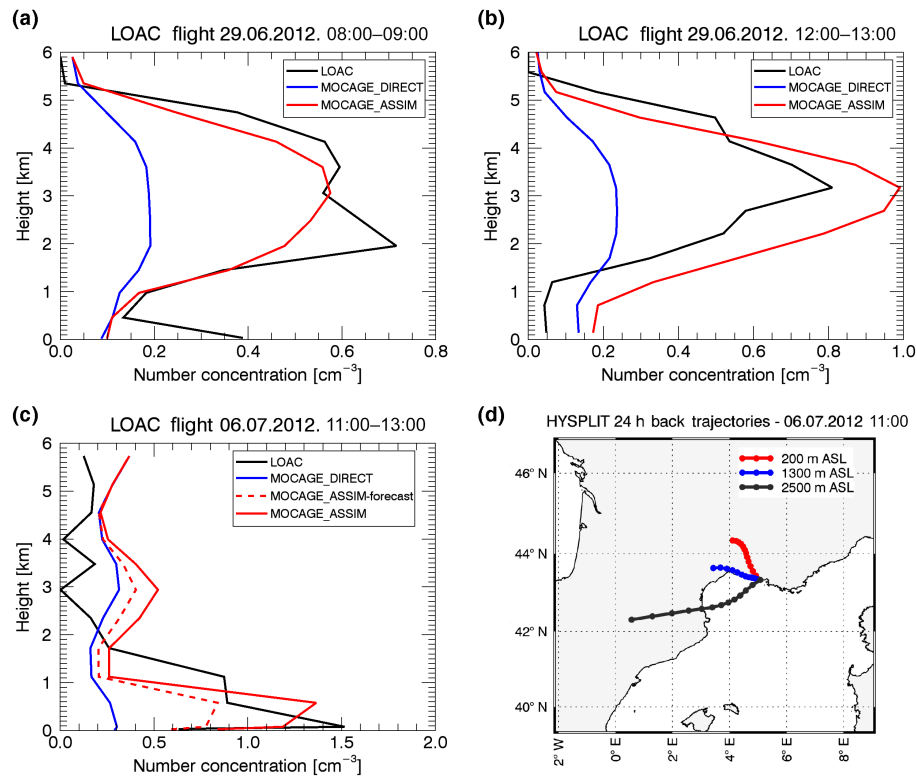 (a)
LOAC flight 29.06.2012. 08:00–09:00
6
5
4
3
2
1
0
Height [km]
LOAC
MOCAGE_DIRECT
MOCAGE_ASSIM
0.0 0.2 0.4 0.6 0.8
Number concentration [cm⁻³]
(b)
LOAC flight 29.06.2012. 12:00–13:00
6
5
4
3
2
1
0
Height [km]
LOAC
MOCAGE_DIRECT
MOCAGE_ASSIM
0.0 0.2 0.4 0.6 0.8 1.0
Number concentration [cm⁻³]
(c)
LOAC flight 06.07.2012. 11:00–13:00
6
5
4
3
2
1
0
Height [km]
LOAC
MOCAGE_DIRECT
MOCAGE_ASSIM-forecast
MOCAGE_ASSIM
0.0 0.5 1.0 1.5 2.0
Number concentration [cm⁻³]
(d)
HYSPLIT 24 h back trajectories - 06.07.2012 11:00
200 m ASL
1300 m ASL
2500 m ASL
46° N
44° N
42° N
40° N
2° W 0° E 2° E 4° E 6° E 8° E